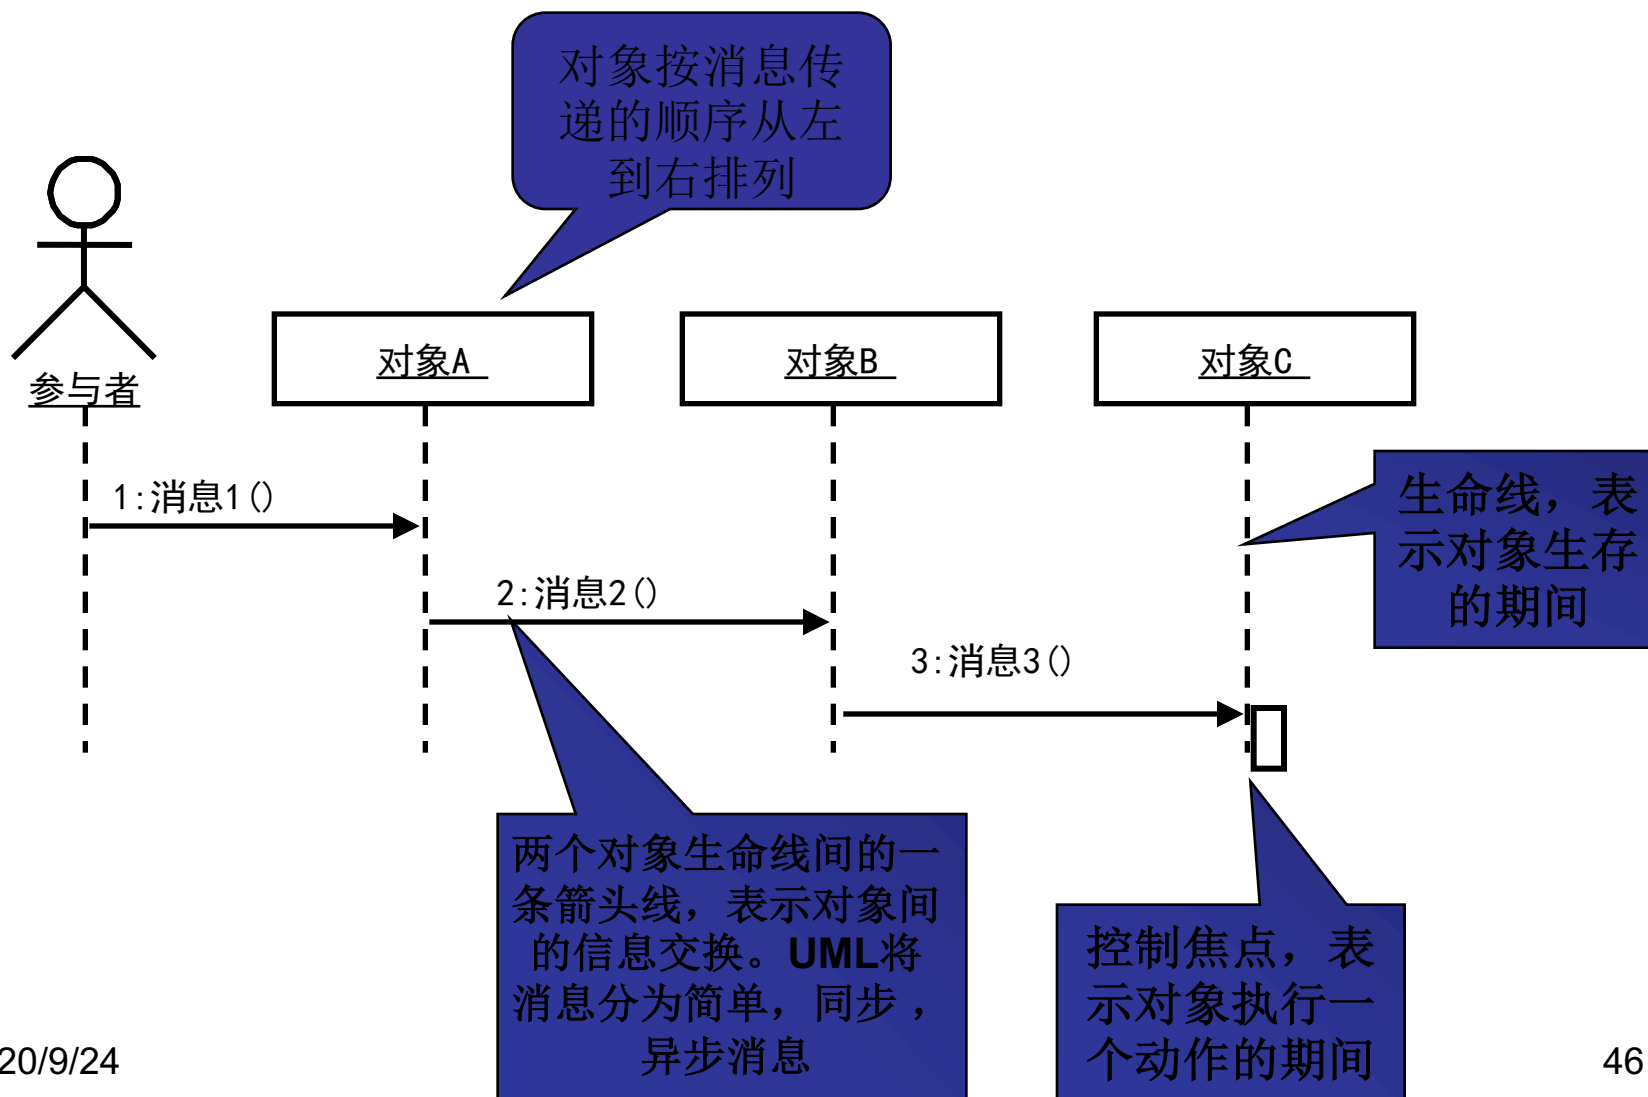 对象按消息传
递的顺序从左
到右排列
参与者
对象A
对象B
对象C
1:消息1()
2:消息2()
3:消息3()
生命线，表
示对象生存
的期间
两个对象生命线间的一
条箭头线，表示对象间
的信息交换。UML将
消息分为简单，同步，
异步消息
控制焦点，表
示对象执行一
个动作的期间
20/9/24
46